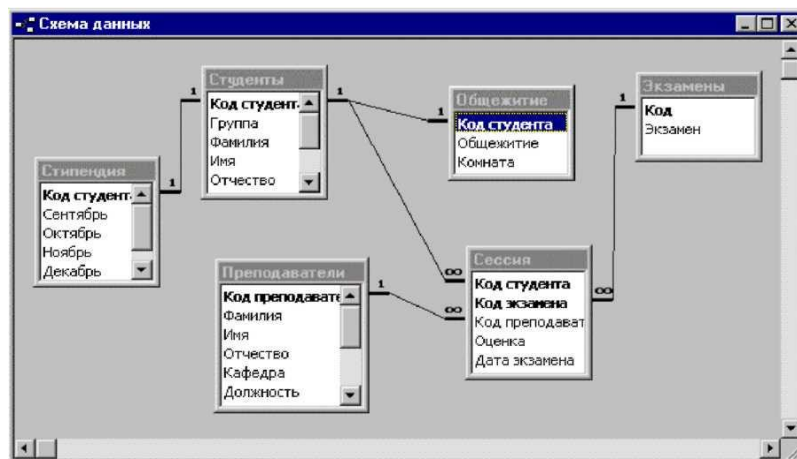 Схема данных
Студенты
Код студент
Группа
Фамилия
Имя
Отчество
1
1
1
Общежитие
Код студента
Общежитие
Комната
1
Экзамены
Код
Экзамен
Стипендия
Код студент
Сентябрь
Октябрь
Ноябрь
Декабрь
1
Преподаватели
Код преподавате
Фамилия
Имя
Отчество
Кафедра
Должность
1
∞
∞
Сессия
Код студента
Код экзамена
Код преподават
Оценка
Дата экзамена
∞